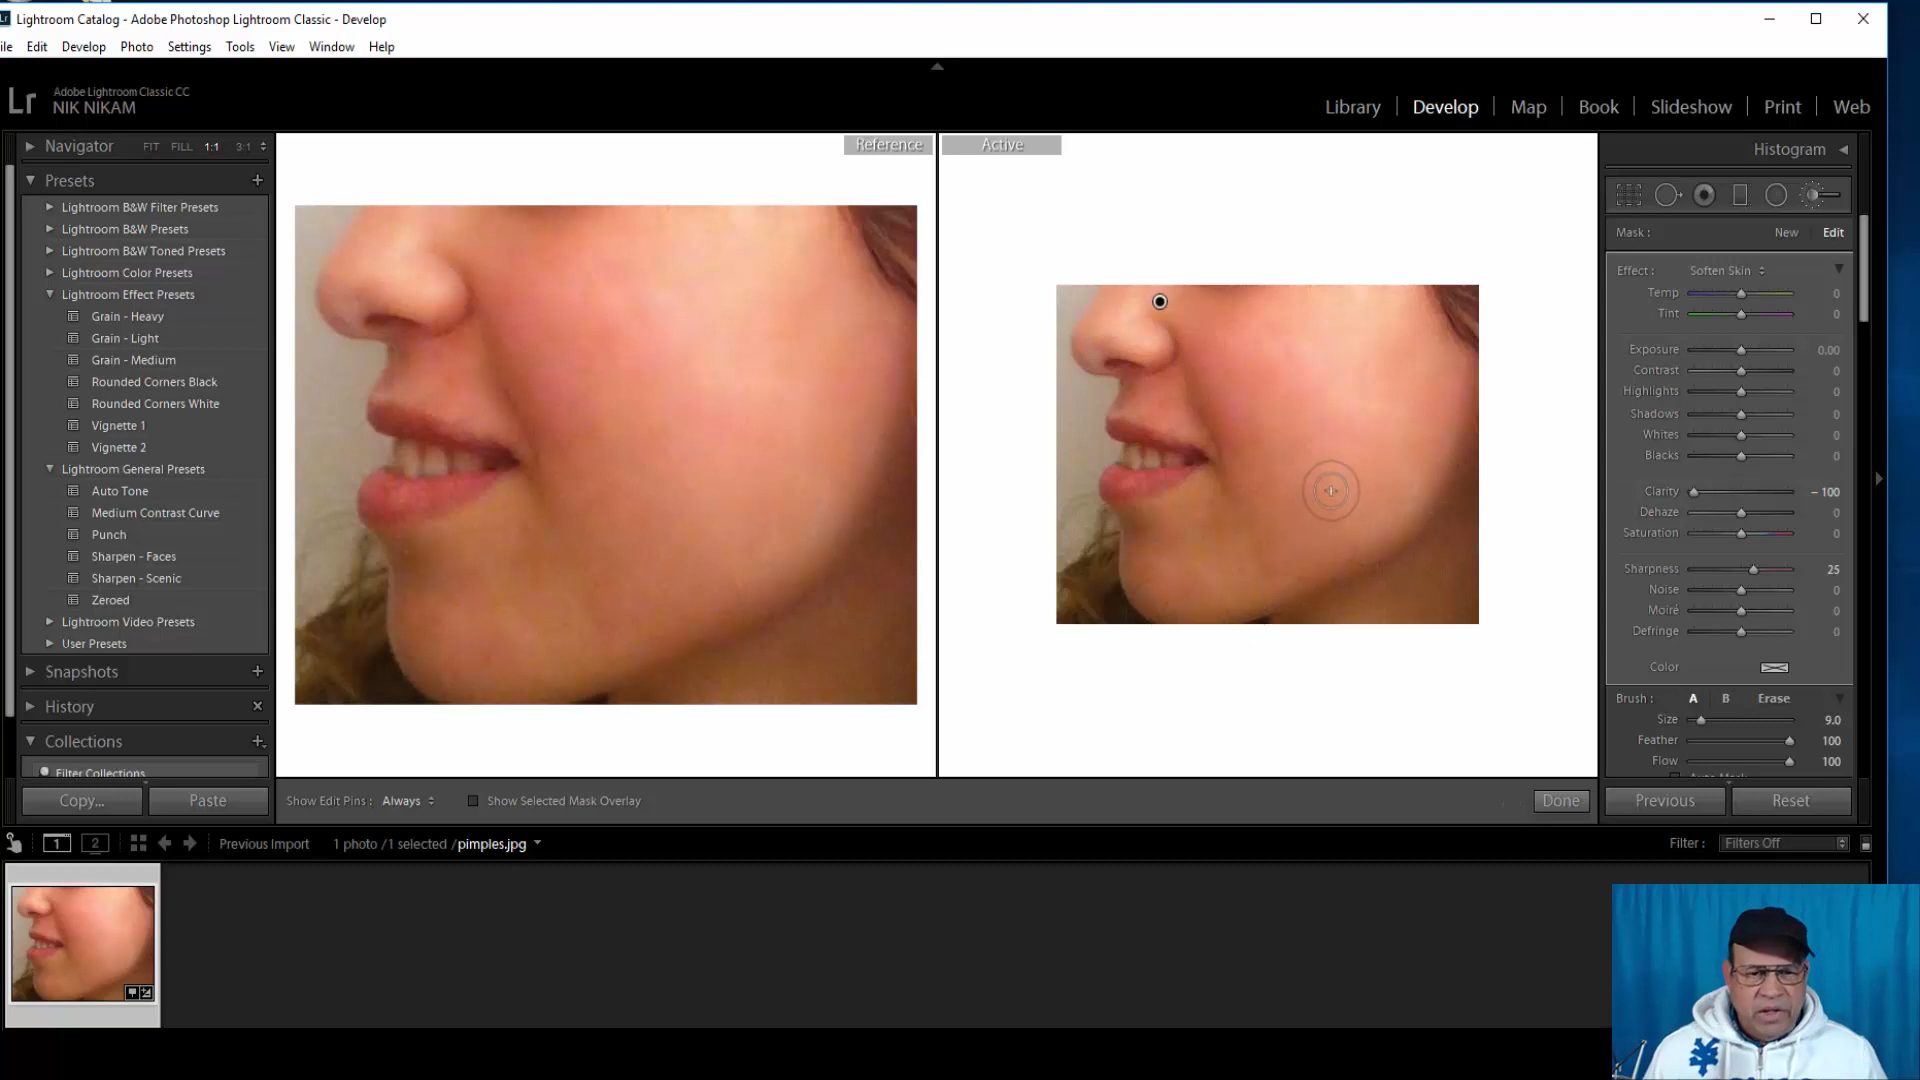 Lightroom Catalog - Adobe Photoshop Lightroom Classic - Develop
ile Edit Develop Photo Settings Tools View Window Help
Lr Adobe Lightroom Classic CC
NIK NIKAM
Library Develop Map Book Slideshow Print Web
Navigator FIT FILL 1:1 3:1
Presets +
Lightroom B&W Filter Presets
Lightroom B&W Presets
Lightroom B&W Toned Presets
Lightroom Color Presets
Lightroom Effect Presets
Grain - Heavy
Grain - Light
Grain - Medium
Rounded Corners Black
Rounded Corners White
Vignette 1
Vignette 2
Lightroom General Presets
Auto Tone
Medium Contrast Curve
Punch
Sharpen - Faces
Sharpen - Scenic
Zeroed
Lightroom Video Presets
User Presets
Snapshots +
History ×
Collections +
Filter Collections
Copy... Paste
Reference Active
Show Edit Pins : Always Show Selected Mask Overlay Done
Histogram
Mask : New Edit
Effect : Soften Skin
Temp 0
Tint 0
Exposure 0.00
Contrast 0
Highlights 0
Shadows 0
Whites 0
Blacks 0
Clarity – 100
Dehaze 0
Saturation 0
Sharpness 25
Noise 0
Moiré 0
Defringe 0
Color
Brush : A B Erase
Size 9.0
Feather 100
Flow 100
Auto Mask
Previous Reset
1 2 Previous Import 1 photo /1 selected /pimples.jpg
Filter : Filters Off